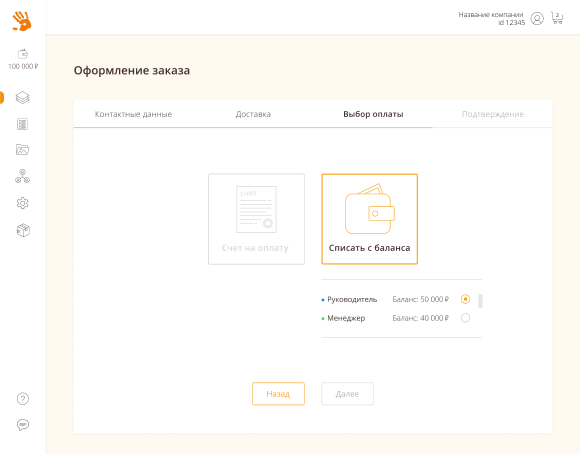 Название компании
id 12345
2
100 000 ₽
Оформление заказа
Контактные данные
Доставка
Выбор оплаты
Подтверждение
СЧЕТ
Счет на оплату
Списать с баланса
Руководитель Баланс: 50 000 ₽
Менеджер Баланс: 40 000 ₽
Назад
Далее